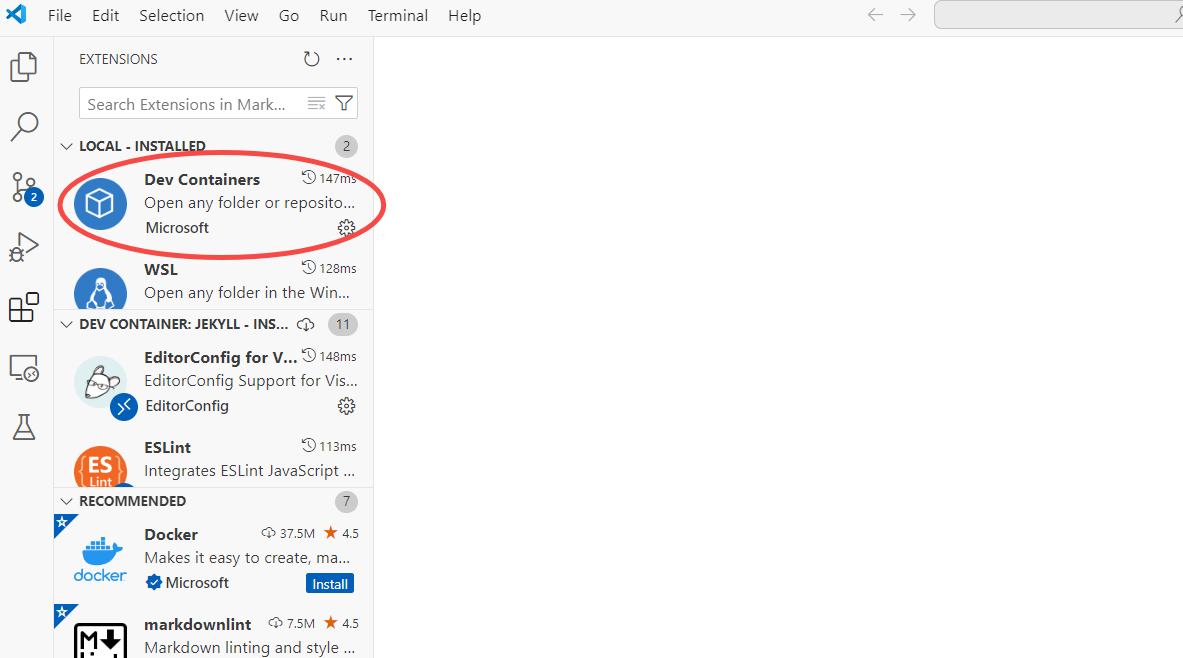 File Edit Selection View Go Run Terminal Help
EXTENSIONS
Search Extensions in Mark...
LOCAL - INSTALLED 2
Dev Containers 147ms
Open any folder or reposito...
Microsoft
2
WSL 128ms
Open any folder in the Win...
DEV CONTAINER: JEKYLL - INS... 11
EditorConfig for V... 148ms
EditorConfig Support for Vis...
EditorConfig
ESLint 113ms
Integrates ESLint JavaScript ...
ES
Lint
RECOMMENDED 7
Docker 37.5M 4.5
Makes it easy to create, ma...
docker
Microsoft Install
markdownlint 7.5M 4.5
Markdown linting and style ...
M